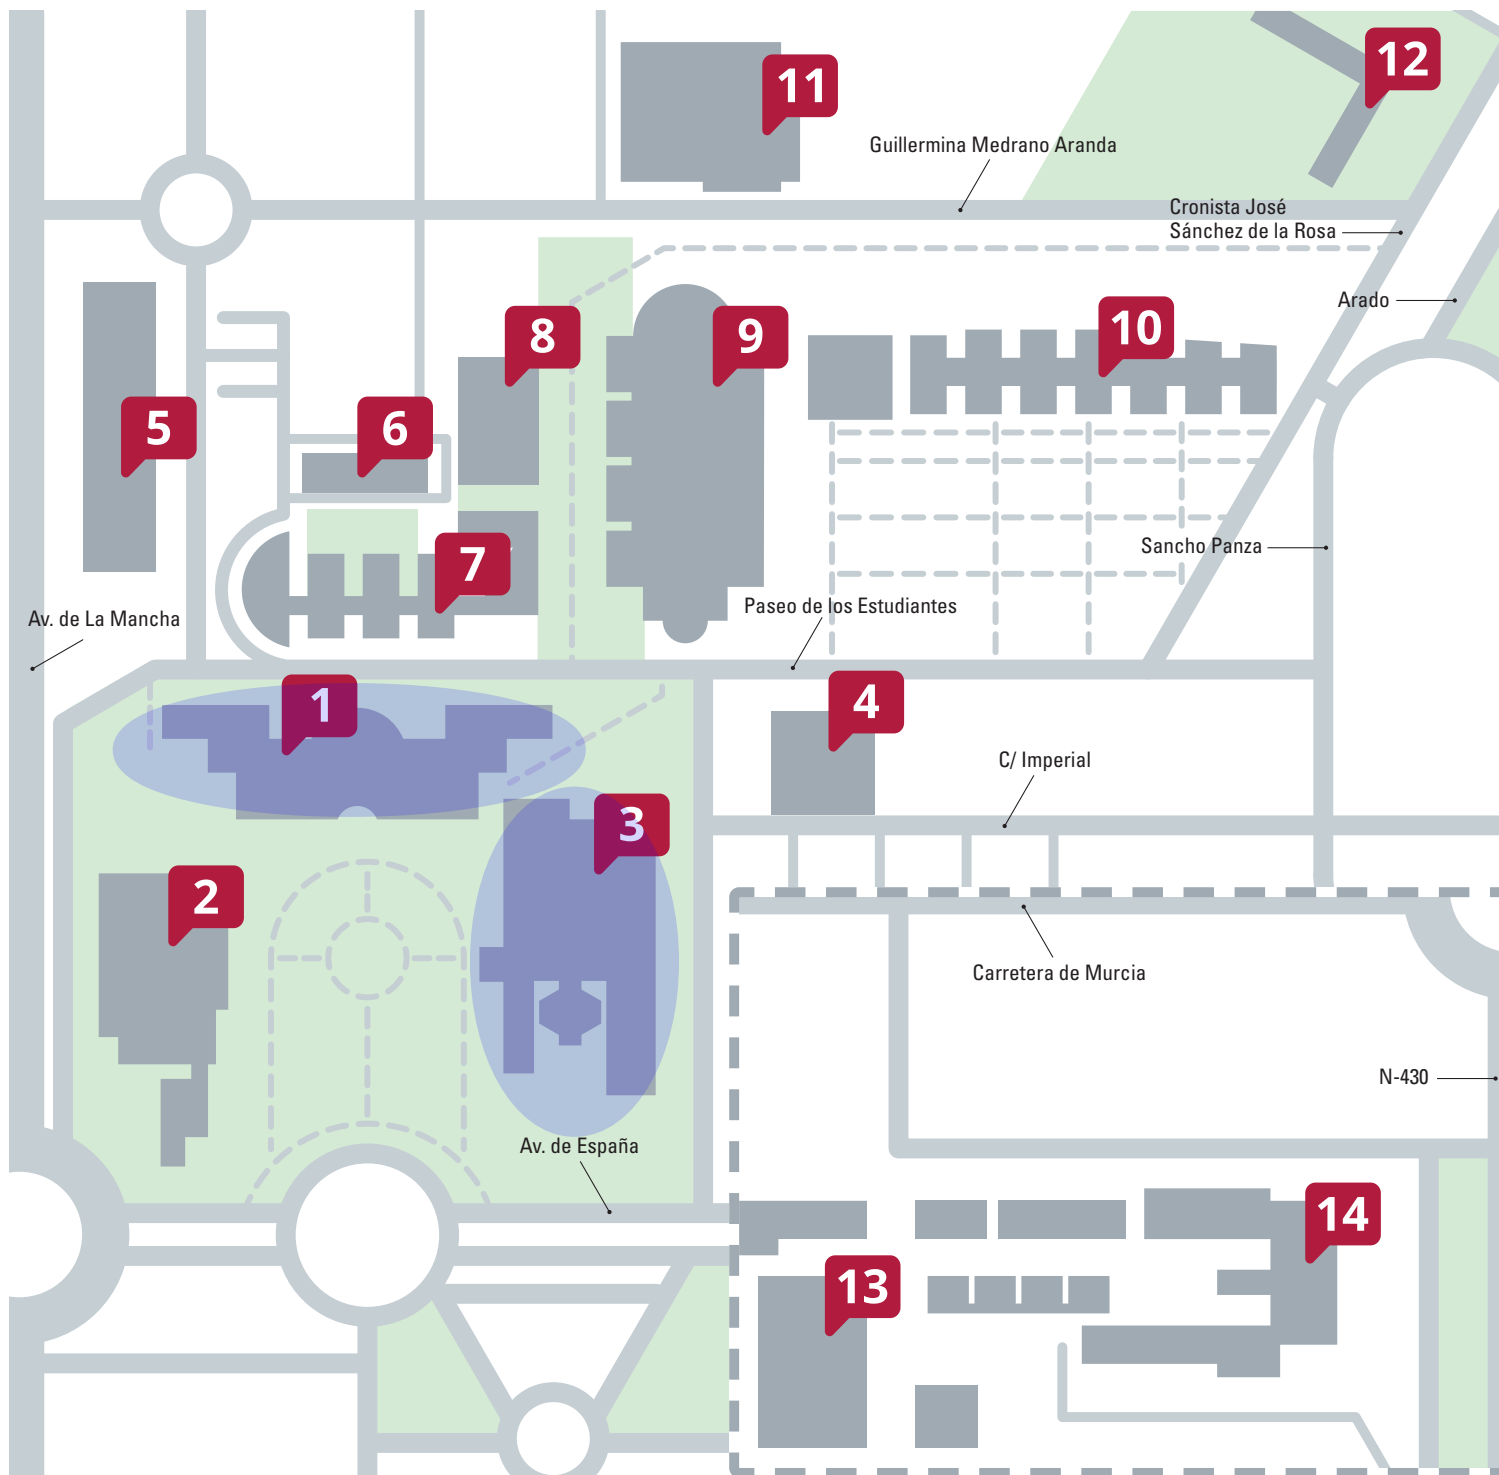 12
11
Guillermina Medrano Aranda
Cronista José
Sánchez de la Rosa
Arado
8
9
10
5
6
Sancho Panza
7
Paseo de los Estudiantes
Av. de La Mancha
1
4
C/ Imperial
3
2
Carretera de Murcia
N-430
Av. de España
14
13